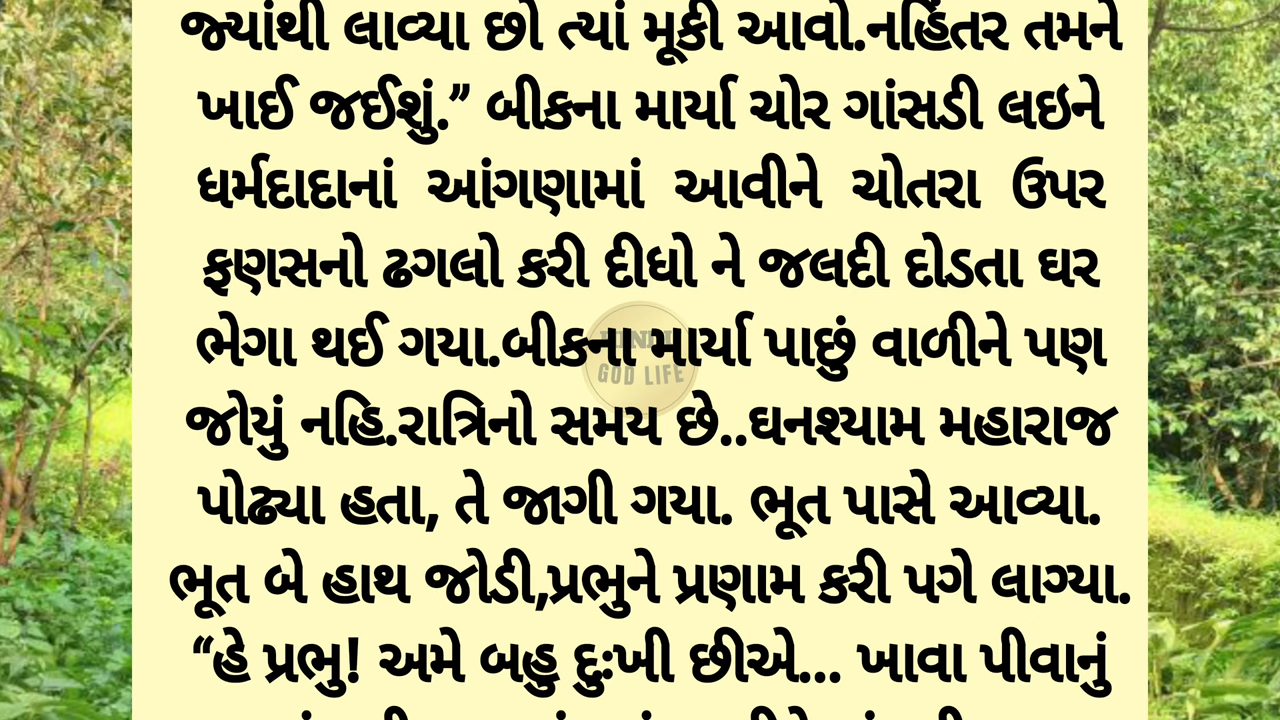 જ્યાંથી લાવ્યા છો ત્યાં મૂકી આવો.નહિંતર તમને
ખાઈ જઈશું.” બીકના માર્યા ચોર ગાંસડી લઇને
ધર્મદાદાનાં આંગણામાં આવીને ચોતરા ઉપર
ફણસનો ઢગલો કરી દીધો ને જલદી દોડતા ઘર
ભેગા થઈ ગયા.બીકના માર્યા પાછું વાળીને પણ
GOD LIFE
જોયું નહિ.રાત્રિનો સમય છે..ઘનશ્યામ મહારાજ
પોઢ્યા હતા, તે જાગી ગયા. ભૂત પાસે આવ્યા.
ભૂત બે હાથ જોડી,પ્રભુને પ્રણામ કરી પગે લાગ્યા.
“હે પ્રભુ! અમે બહુ દુઃખી છીએ... ખાવા પીવાનું